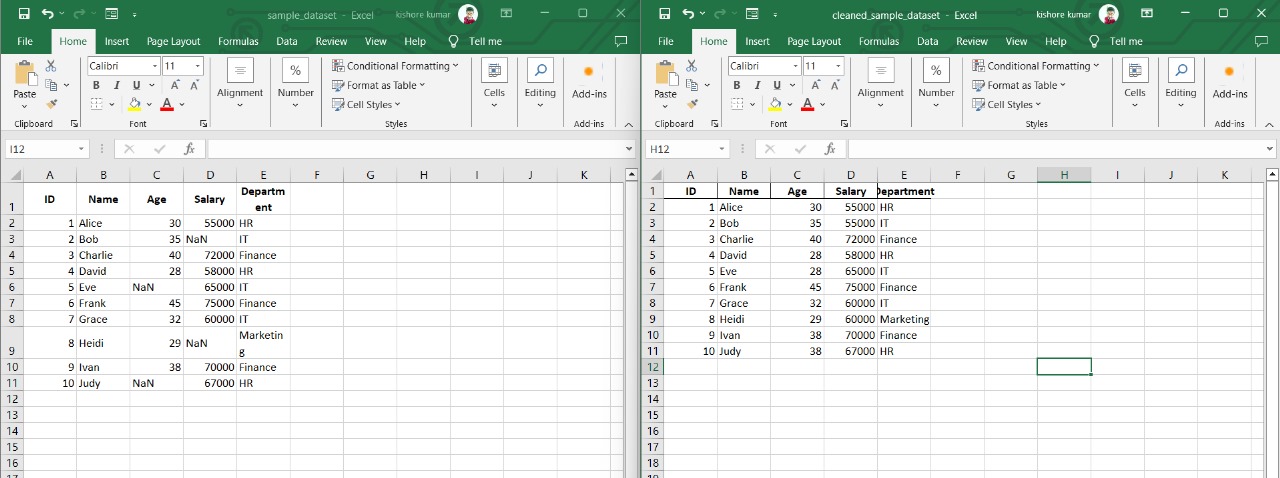 sample_dataset - Excel kishore kumar
File Home Insert Page Layout Formulas Data Review View Help Tell me
Paste Calibri 11 Alignment Number % Conditional Formatting Cells Editing Add-ins
B I U A A Format as Table
A Cell Styles
Clipboard Font Styles Add-ins
I12 fx
A B C D E F G H I J K
1 ID Name Age Salary Departm
ent
2 1 Alice 30 55000 HR
3 2 Bob 35 NaN IT
4 3 Charlie 40 72000 Finance
5 4 David 28 58000 HR
6 5 Eve NaN 65000 IT
7 6 Frank 45 75000 Finance
8 7 Grace 32 60000 IT
9 8 Heidi 29 NaN Marketin
g
10 9 Ivan 38 70000 Finance
11 10 Judy NaN 67000 HR
12
13
14
15
16
cleaned_sample_dataset - Excel kishore kumar
File Home Insert Page Layout Formulas Data Review View Help Tell me
Paste Calibri 11 Alignment Number % Conditional Formatting Cells Editing Add-ins
B I U A A Format as Table
A Cell Styles
Clipboard Font Styles Add-ins
H12 fx
A B C D E F G H I J K
1 ID Name Age Salary Department
2 1 Alice 30 55000 HR
3 2 Bob 35 55000 IT
4 3 Charlie 40 72000 Finance
5 4 David 28 58000 HR
6 5 Eve 28 65000 IT
7 6 Frank 45 75000 Finance
8 7 Grace 32 60000 IT
9 8 Heidi 29 60000 Marketing
10 9 Ivan 38 70000 Finance
11 10 Judy 38 67000 HR
12
13
14
15
16
17
18